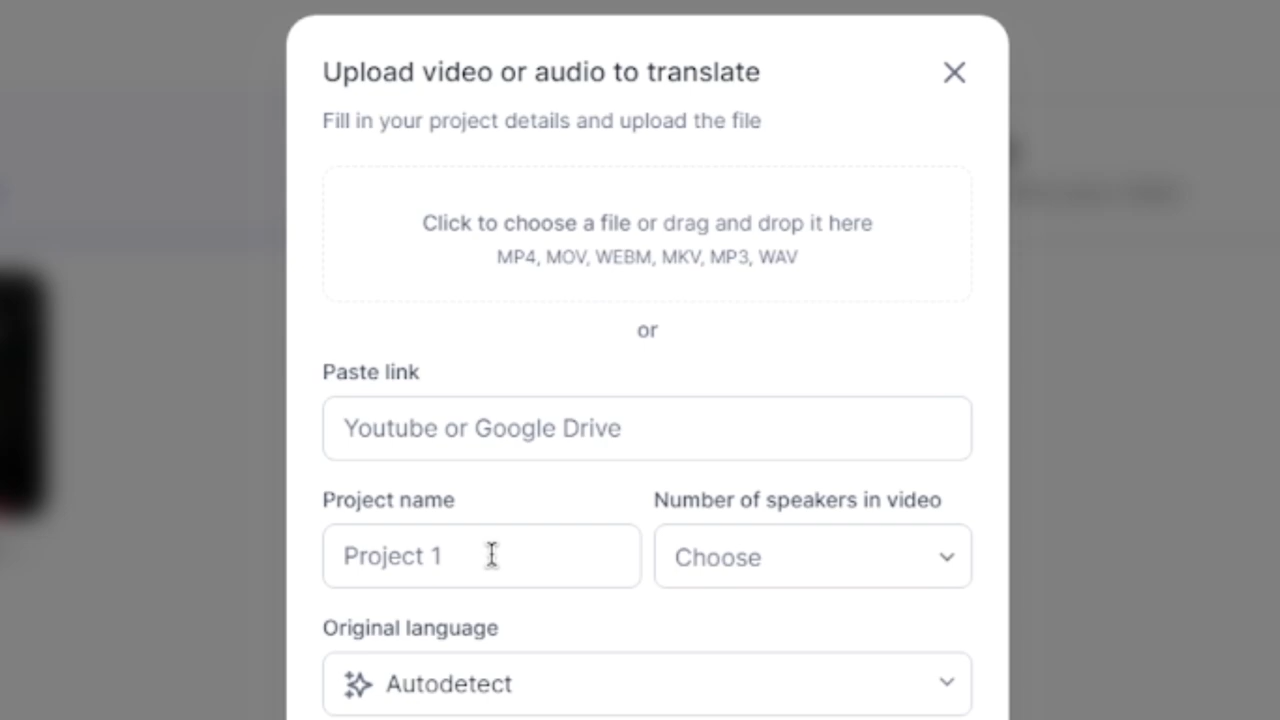 Upload video or audio to translate
Fill in your project details and upload the file
Click to choose a file or drag and drop it here
MP4, MOV, WEBM, MKV, MP3, WAV
or
Paste link
Youtube or Google Drive
Project name
Number of speakers in video
Project 1
Choose
Original language
Autodetect